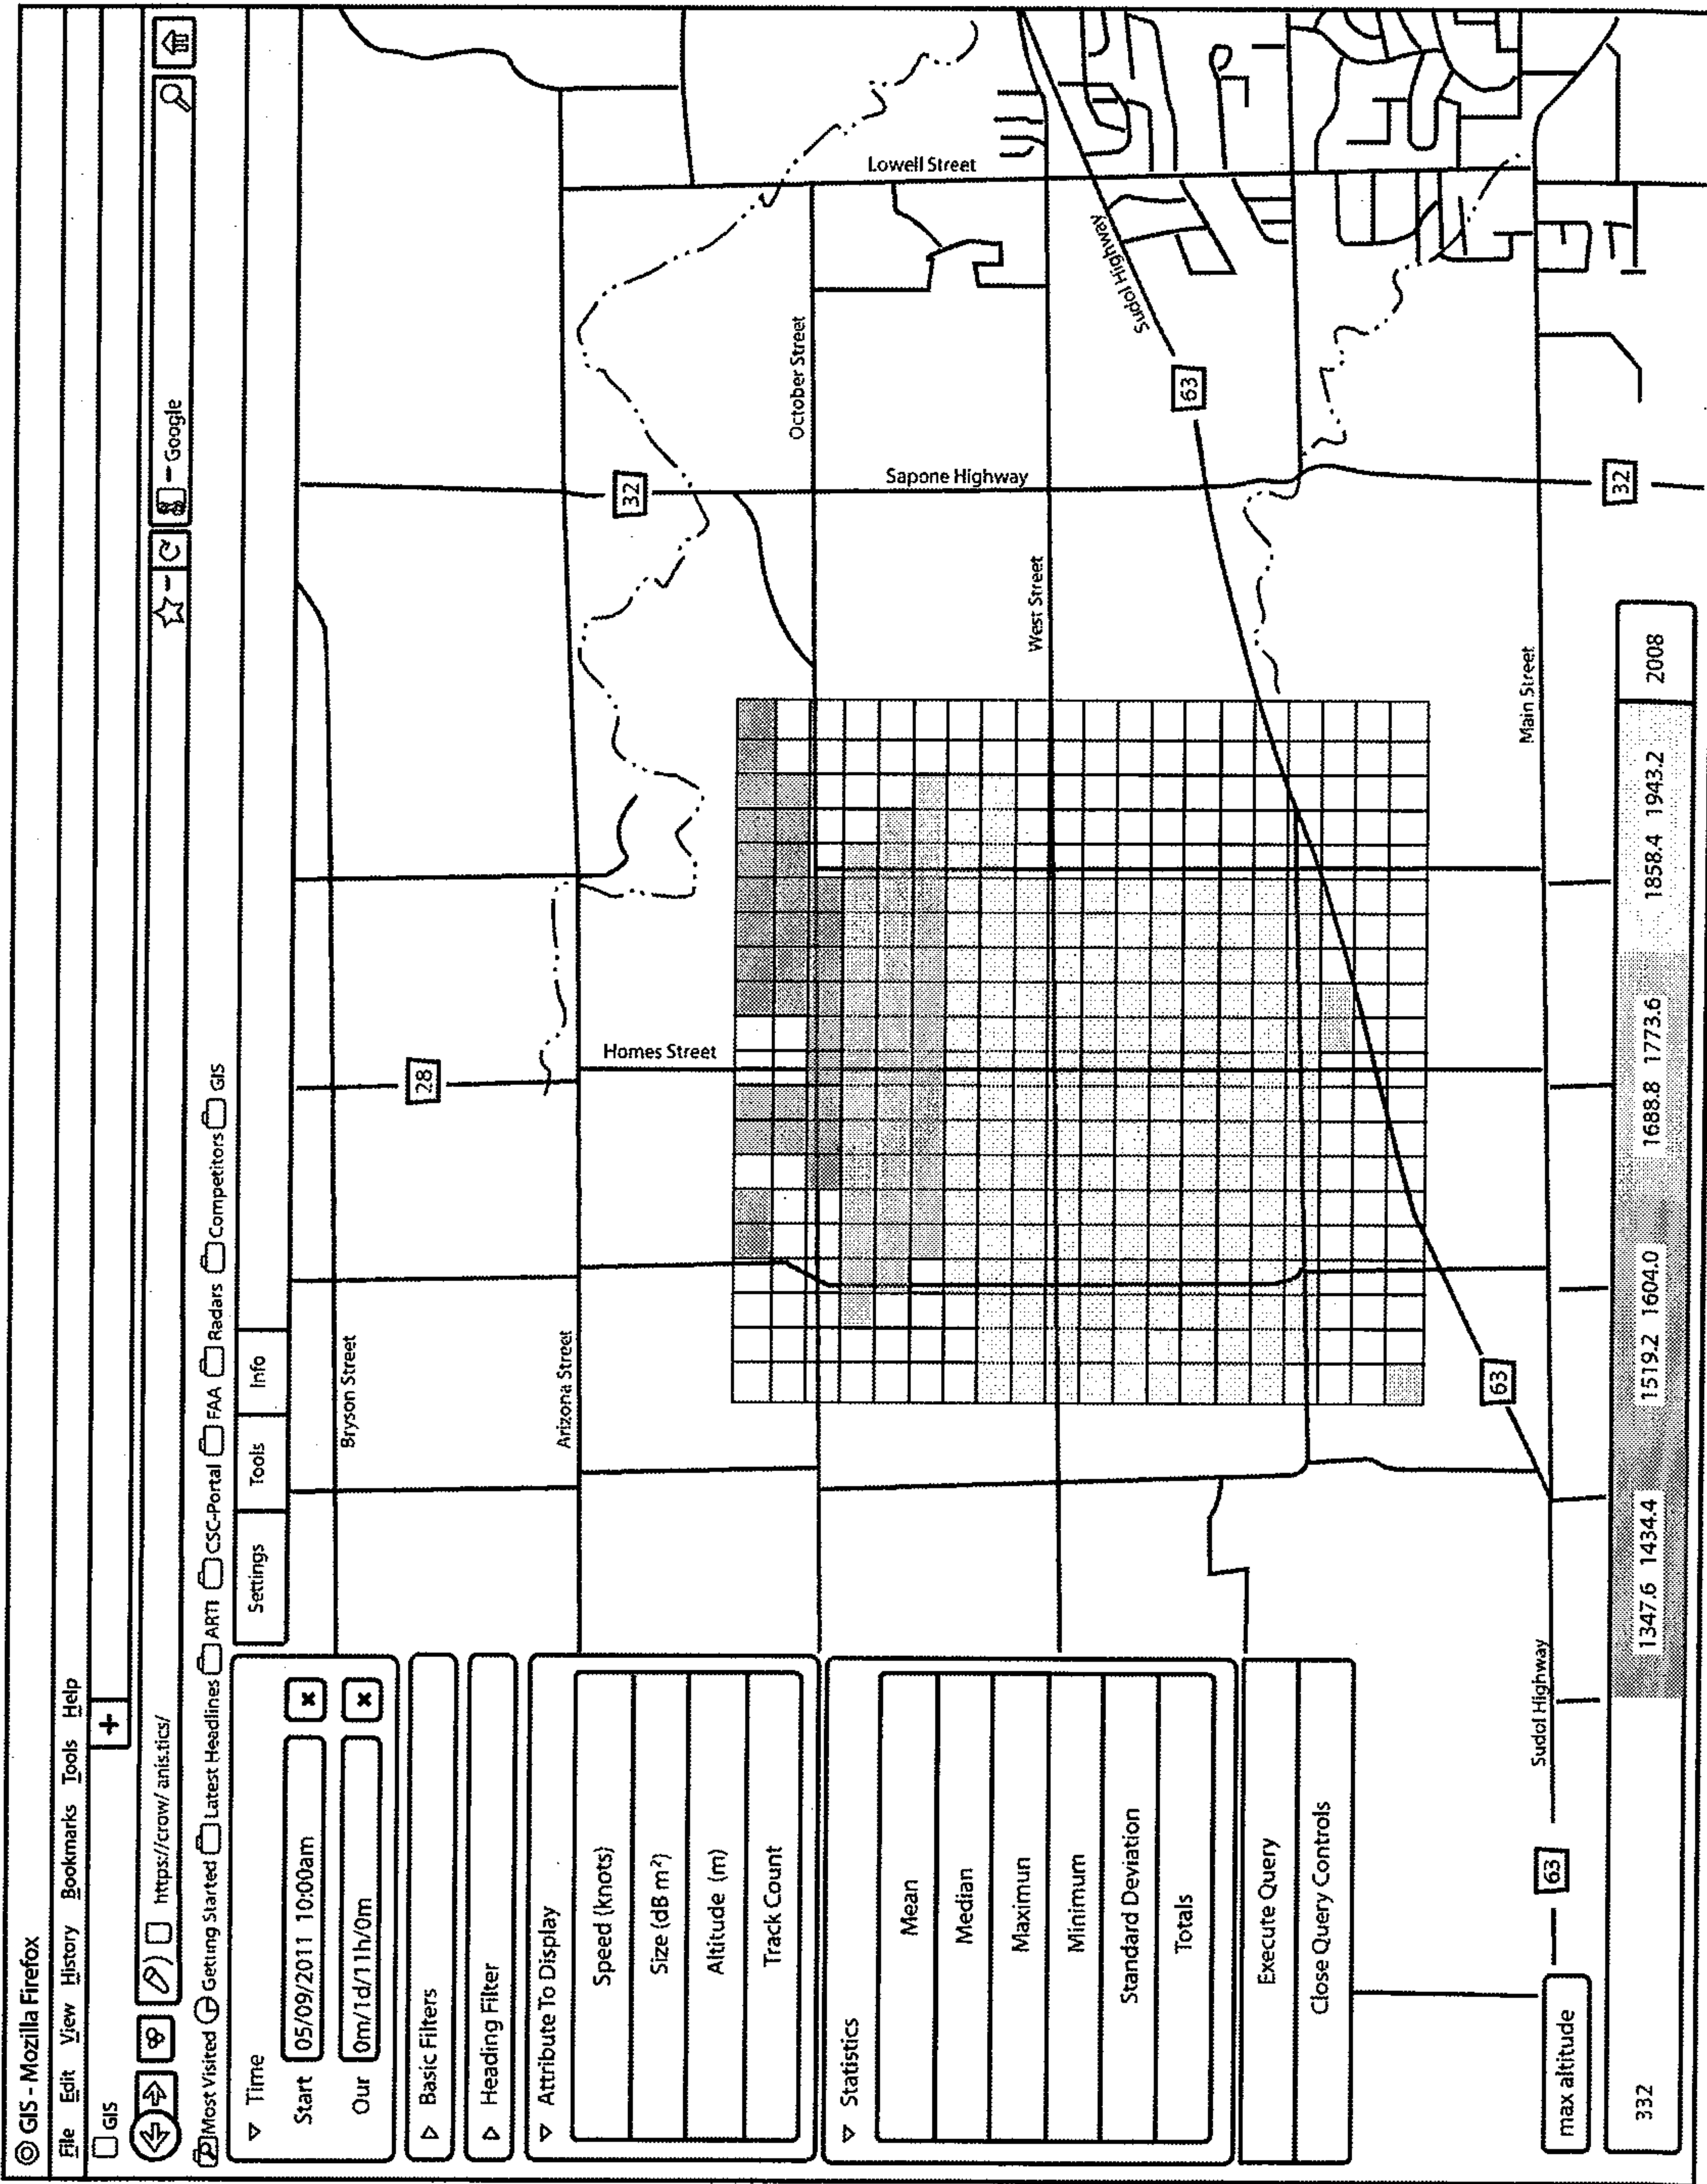 GIS - Mozilla Firefox
File Edit View History Bookmarks Tools Help
GIS
+
https://crow/ anis.tics/
Google
Most Visited Getting Started Latest Headlines ARTI CSC-Portal FAA Radars Competitors GIS
Settings Tools Info
Time
Start 05/09/2011 10:00am x
Our 0m/1d/11h/0m x
Basic Filters
Heading Filter
Attribute To Display
Speed (knots)
Size (dB m²)
Altitude (m)
Track Count
Statistics
Mean
Median
Maximun
Minimum
Standard Deviation
Totals
Execute Query
Close Query Controls
Bryson Street
28
Arizona Street
32
Homes Street
October Street
Lowell Street
Sapone Highway
West Street
Sudol Highway
63
63
Main Street
Sudol Highway
63
32
max altitude
332 1347.6 1434.4 1519.2 1604.0 1688.8 1773.6 1858.4 1943.2 2008